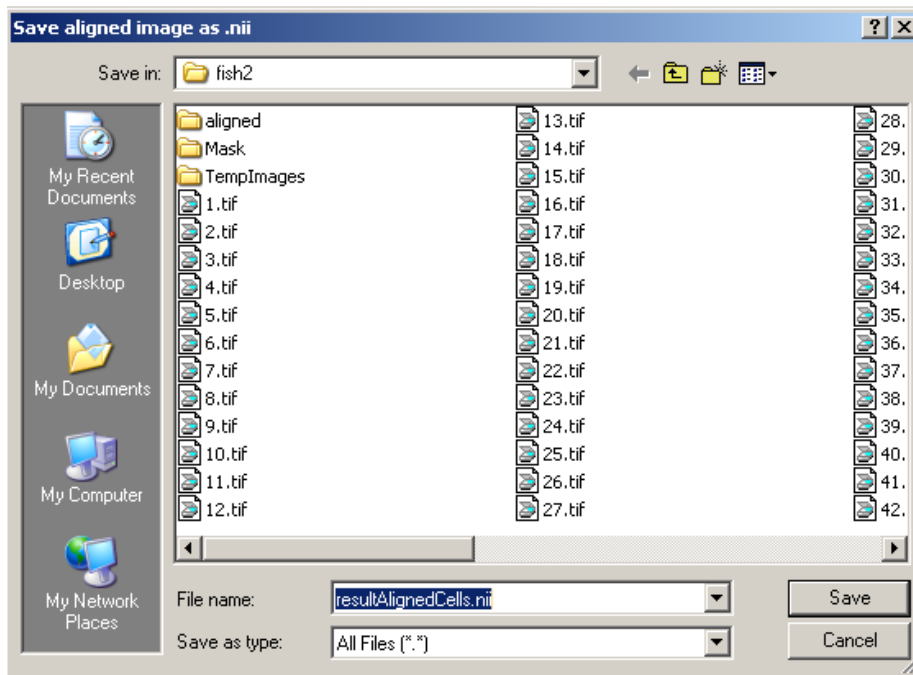 Save aligned image as .nii
Save in: fish2
My Recent
Documents
Desktop
My Documents
My Computer
My Network
Places
aligned
Mask
TempImages
1.tif
2.tif
3.tif
4.tif
5.tif
6.tif
7.tif
8.tif
9.tif
10.tif
11.tif
12.tif
13.tif
14.tif
15.tif
16.tif
17.tif
18.tif
19.tif
20.tif
21.tif
22.tif
23.tif
24.tif
25.tif
26.tif
27.tif
28.
29.
30.
31.
32.
33.
34.
35.
36.
37.
38.
39.
40.
41.
42.
File name: resultAlignedCells.nii Save
Save as type: All Files (*.*) Cancel